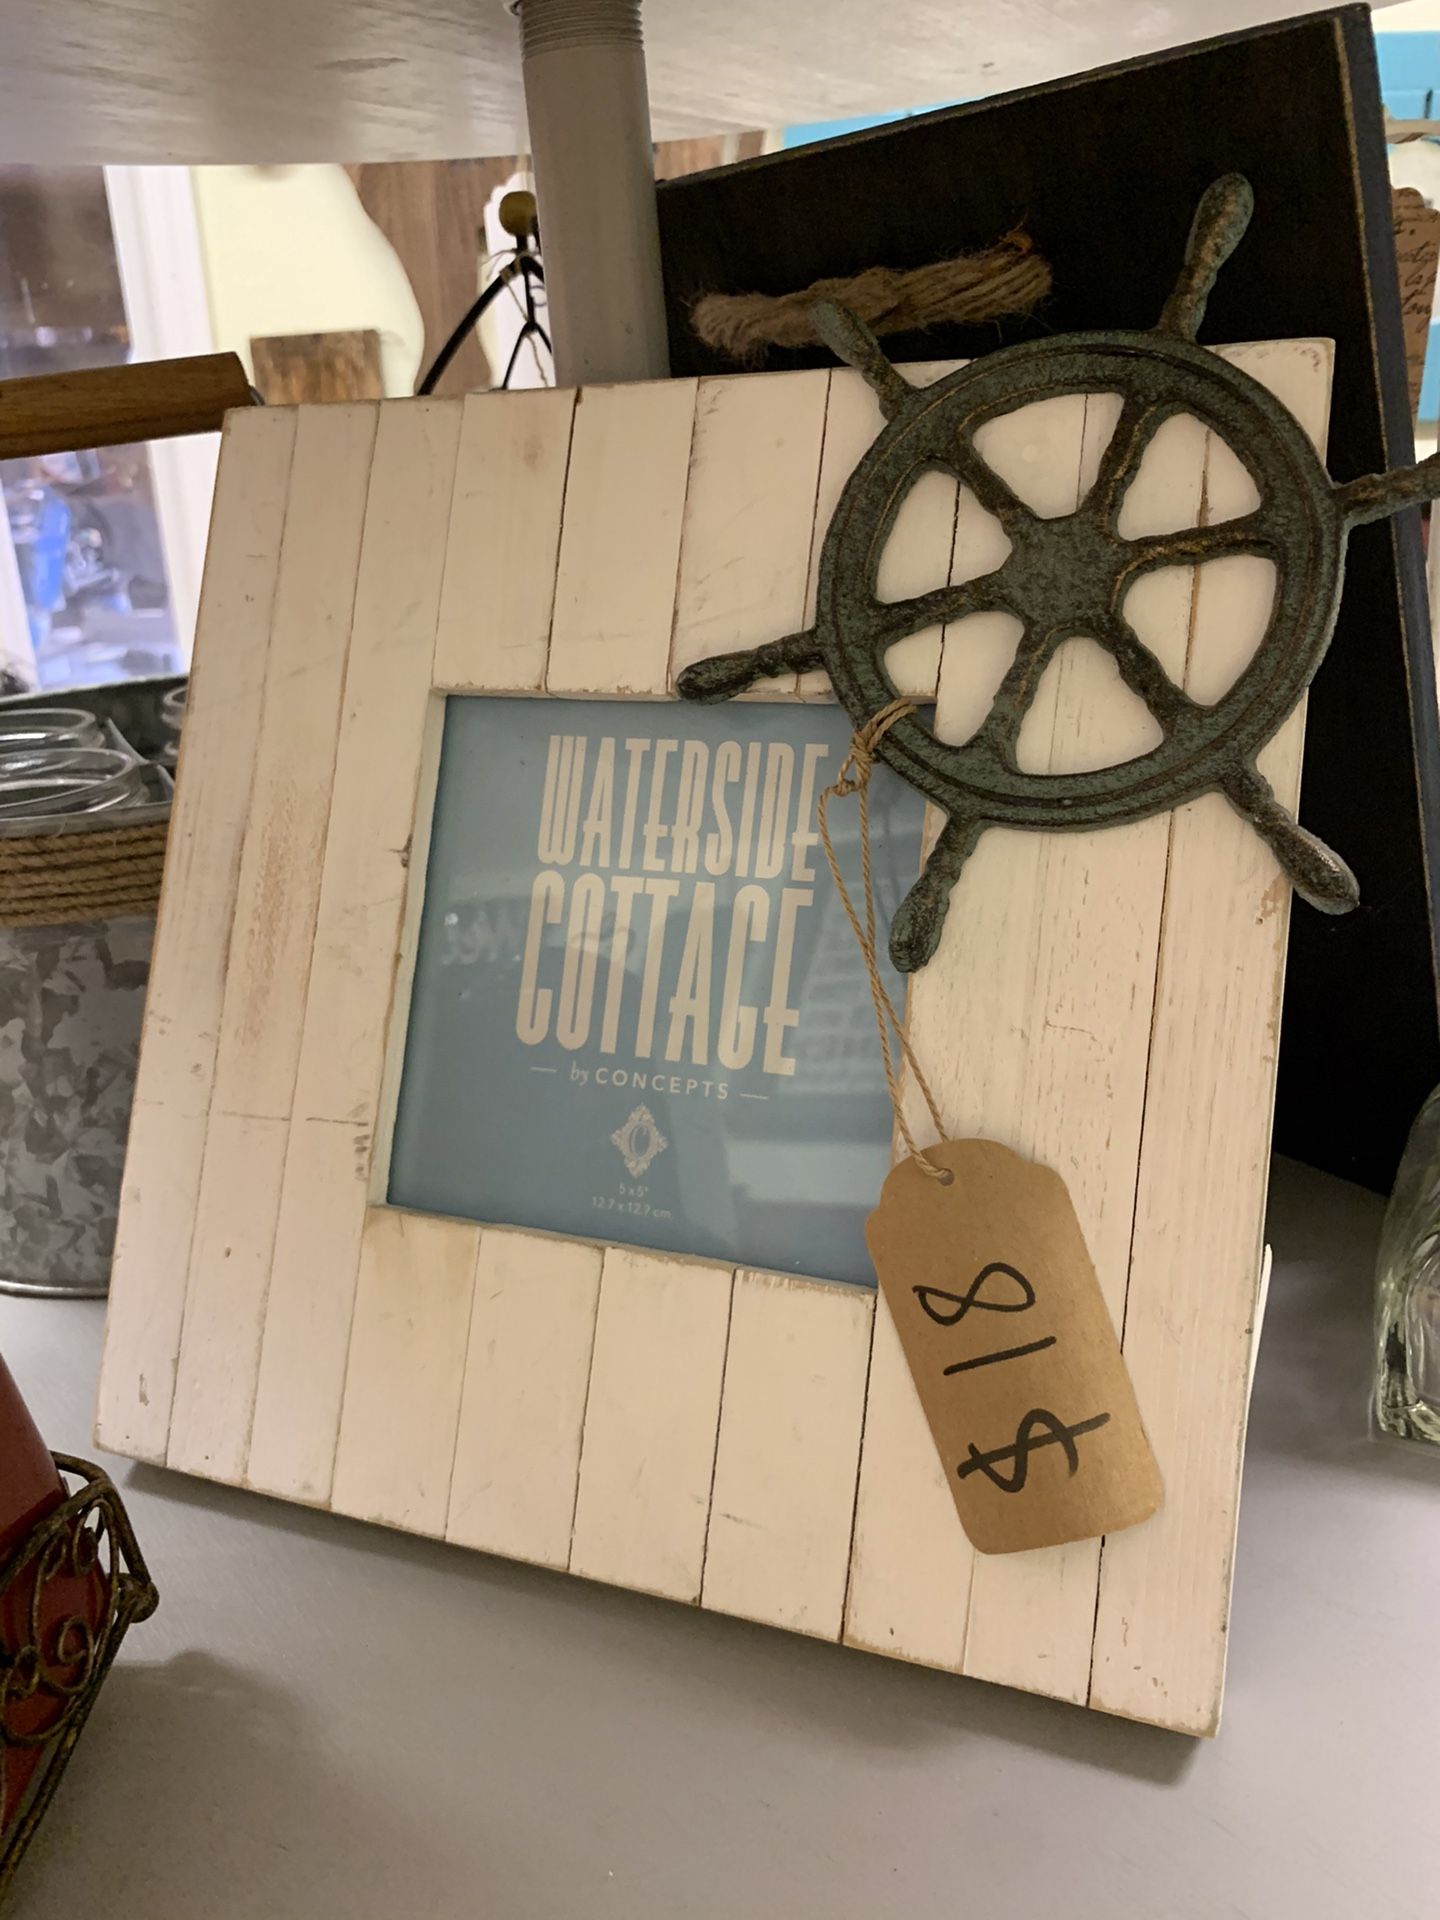 WATERSIDE
COTTAGE
— by CONCEPTS —
C
5 x 5"
12.7 x 12.7 cm.
$18